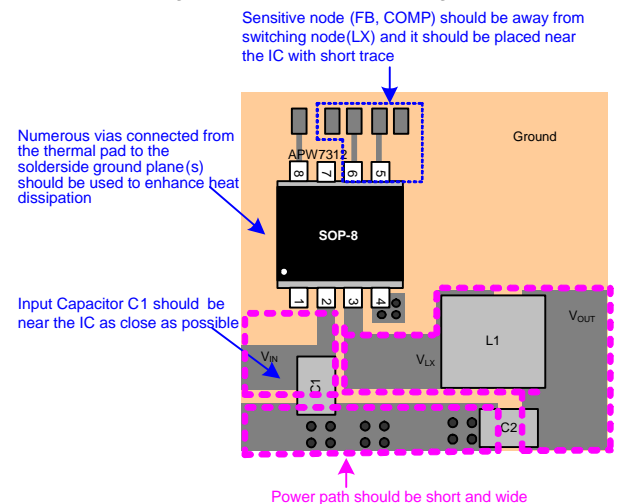 Sensitive node (FB, COMP) should be away from
switching node(LX) and it should be placed near
the IC with short trace
Ground
Numerous vias connected from
the thermal pad to the
solderside ground plane(s)
should be used to enhance heat
dissipation
APW7312
8 7 6 5
SOP-8
1 2 3 4
Input Capacitor C1 should be
near the IC as close as possible
L1
VOUT
VIN
VLX
C1
C2
Power path should be short and wide